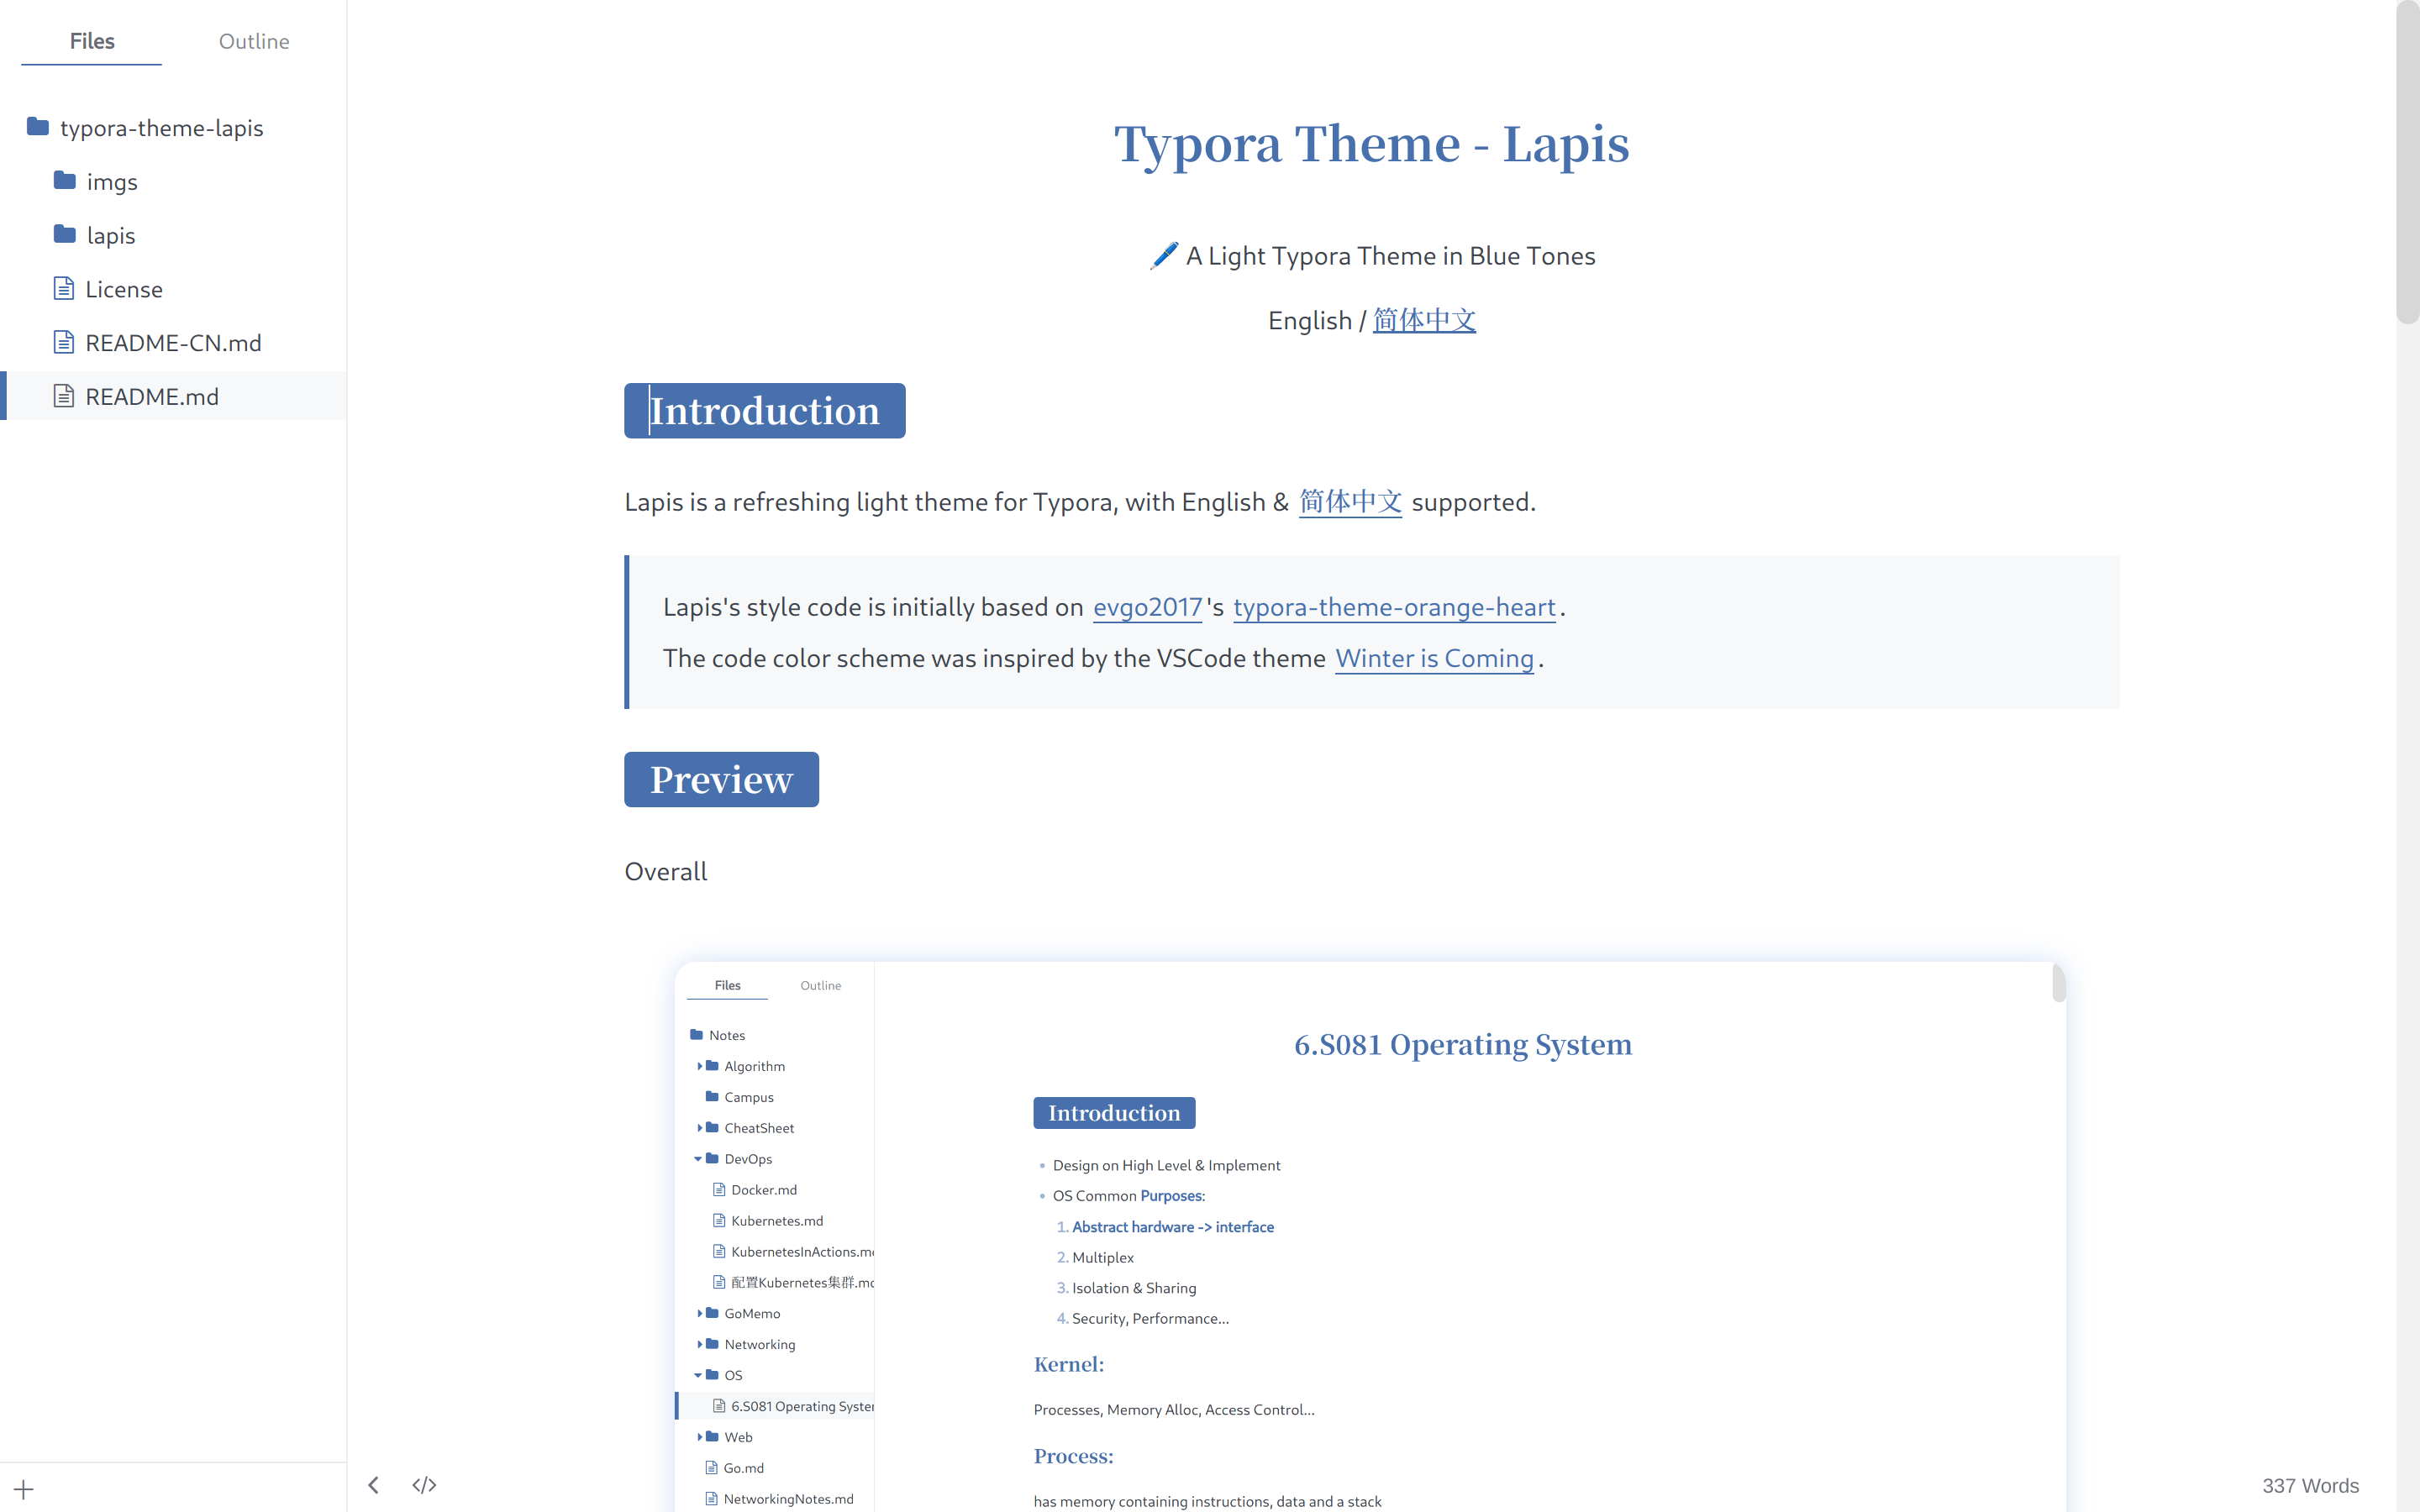 Files Outline
typora-theme-lapis
imgs
lapis
License
README-CN.md
README.md
Typora Theme - Lapis
A Light Typora Theme in Blue Tones
English / 简体中文
Introduction
Lapis is a refreshing light theme for Typora, with English & 简体中文 supported.
Lapis's style code is initially based on evgo2017's typora-theme-orange-heart.
The code color scheme was inspired by the VSCode theme Winter is Coming.
Preview
Overall
Files Outline
Notes
Algorithm
Campus
CheatSheet
DevOps
Docker.md
Kubernetes.md
KubernetesInActions.m
配置Kubernetes集群.m
GoMemo
Networking
OS
6.S081 Operating Syste
Web
Go.md
NetworkingNotes.md
6.S081 Operating System
Introduction
• Design on High Level & Implement
• OS Common Purposes:
1. Abstract hardware -> interface
2. Multiplex
3. Isolation & Sharing
4. Security, Performance...
Kernel:
Processes, Memory Alloc, Access Control...
Process:
has memory containing instructions, data and a stack
</> 337 Words